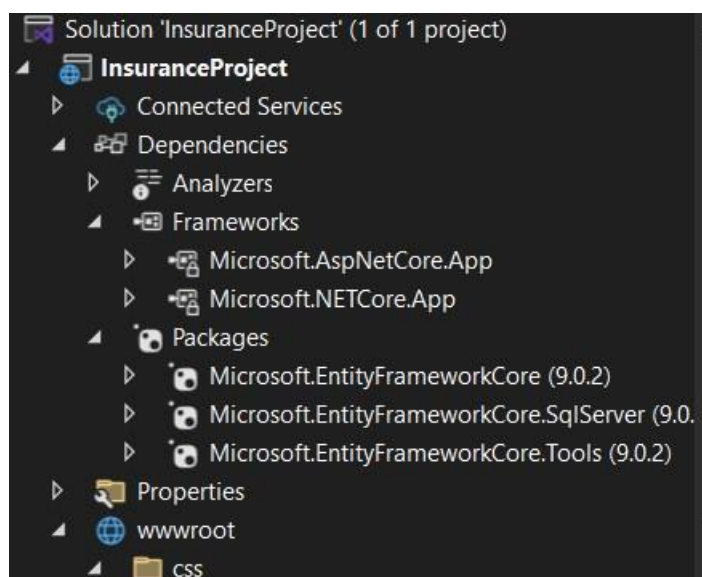 Solution 'InsuranceProject' (1 of 1 project)
InsuranceProject
Connected Services
Dependencies
Analyzers
Frameworks
Microsoft.AspNetCore.App
Microsoft.NETCore.App
Packages
Microsoft.EntityFrameworkCore (9.0.2)
Microsoft.EntityFrameworkCore.SqlServer (9.0.
Microsoft.EntityFrameworkCore.Tools (9.0.2)
Properties
wwwroot
css